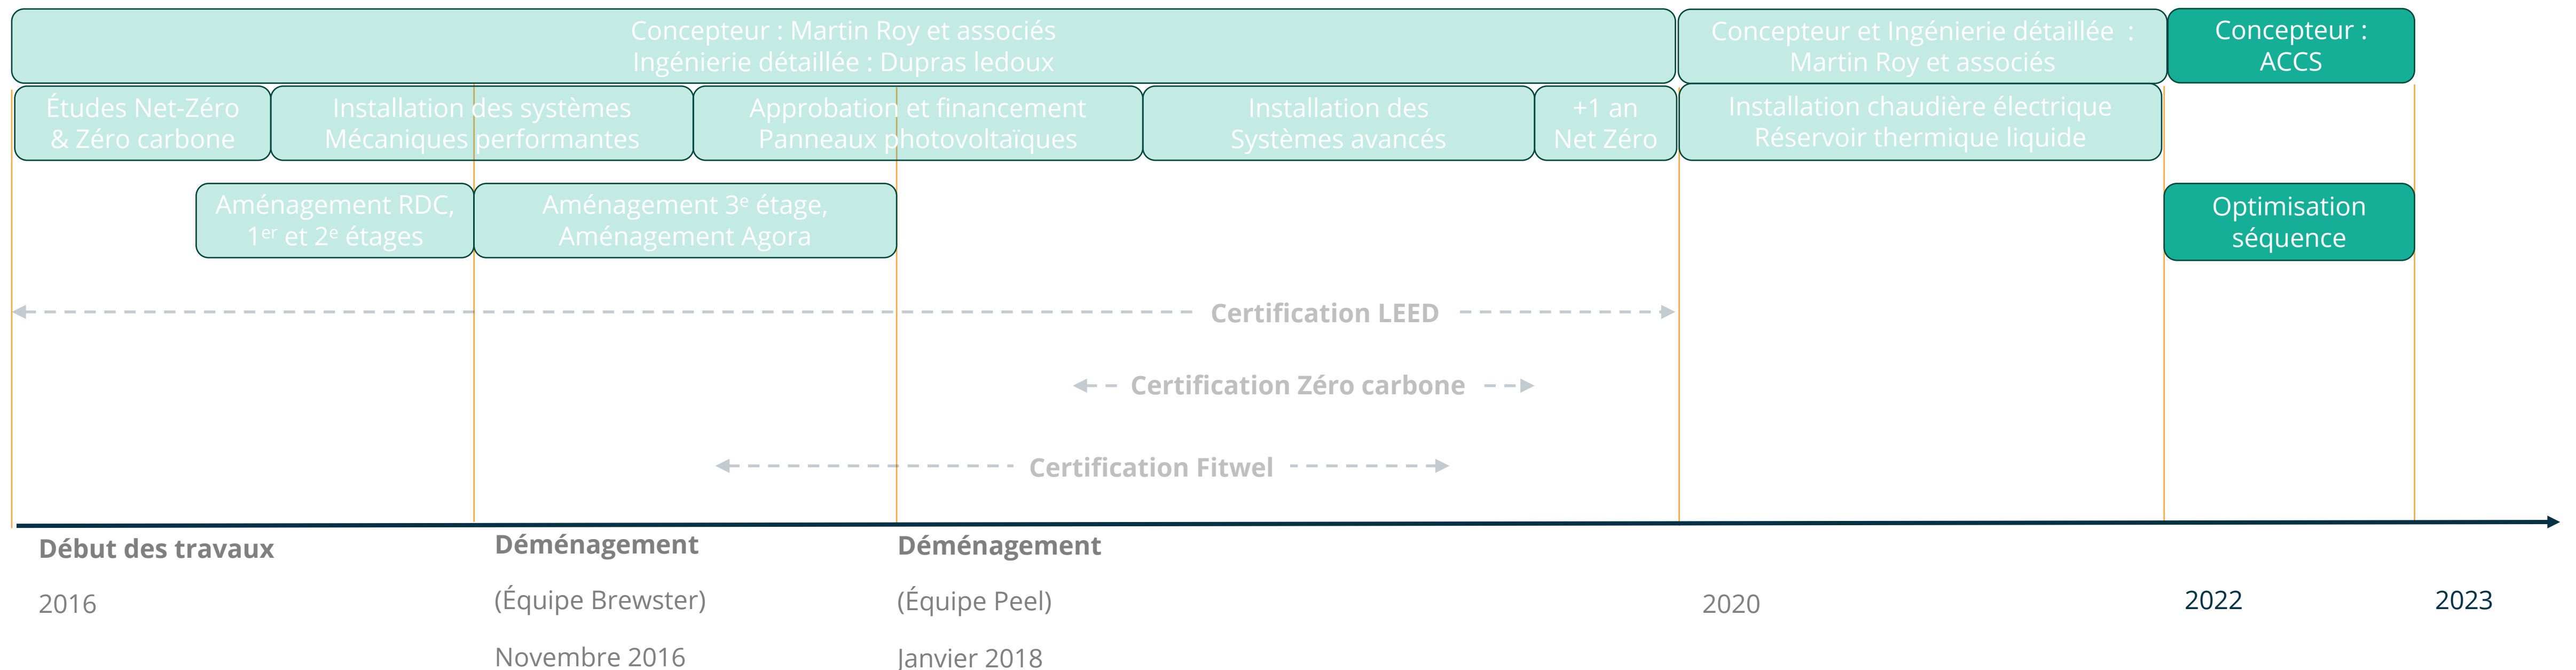 Concepteur : Martin Roy et associés
Ingénierie détaillée : Dupras ledoux
Concepteur et Ingénierie détaillée :
Martin Roy et associés
Concepteur :
ACCS
Études Net-Zéro
& Zéro carbone
Installation des systèmes
Mécaniques performantes
Approbation et financement
Panneaux photovoltaïques
Installation des
Systèmes avancés
+1 an
Net Zéro
Installation chaudière électrique
Réservoir thermique liquide
Aménagement RDC,
1er et 2e étages
Aménagement 3e étage,
Aménagement Agora
Optimisation
séquence
Certification LEED
Certification Zéro carbone
Certification Fitwel
Début des travaux
2016
Déménagement
(Équipe Brewster)
Novembre 2016
Déménagement
(Équipe Peel)
Janvier 2018
2020
2022
2023